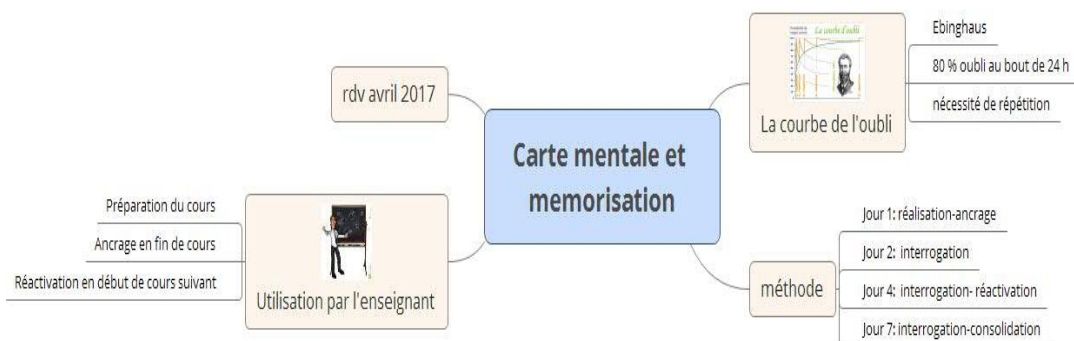 Carte mentale et
memorisation
La courbe d'oubli
La courbe de l'oubli
Ebinghaus
80 % oubli au bout de 24 h
nécessité de répétition
méthode
Jour 1: réalisation-ancrage
Jour 2: interrogation
Jour 4: interrogation- réactivation
Jour 7: interrogation-consolidation
Utilisation par l'enseignant
Préparation du cours
Ancrage en fin de cours
Réactivation en début de cours suivant
rdv avril 2017